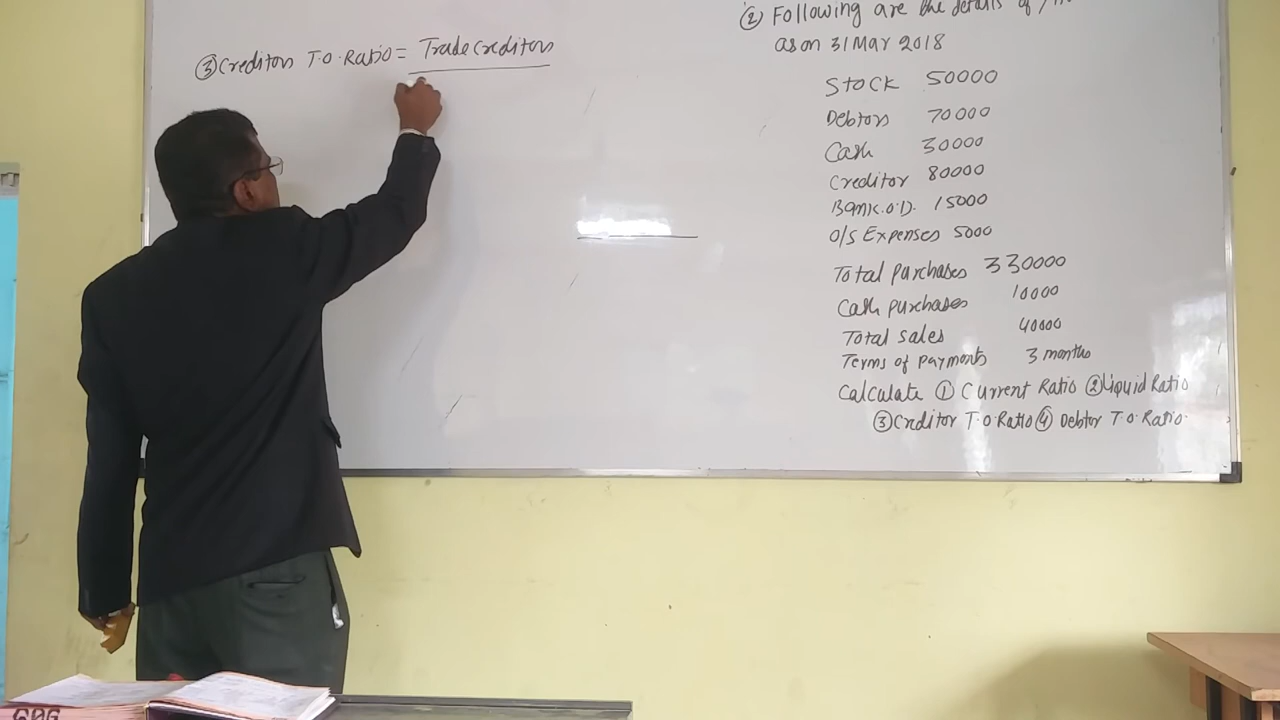 ③ Creditors T.O. Ratio = Trade Creditors
② Following are the details of
as on 31 Mar 2018
Stock 50000
Debtors 70000
Cash 30000
Creditor 80000
Bank O.D. 15000
O/S Expenses 5000
Total purchases 330000
Cash purchases 10000
Total sales 40000
Terms of payments 3 months
Calculate ① Current Ratio ② Liquid Ratio
③ Creditor T.O. Ratio ④ Debtor T.O. Ratio.